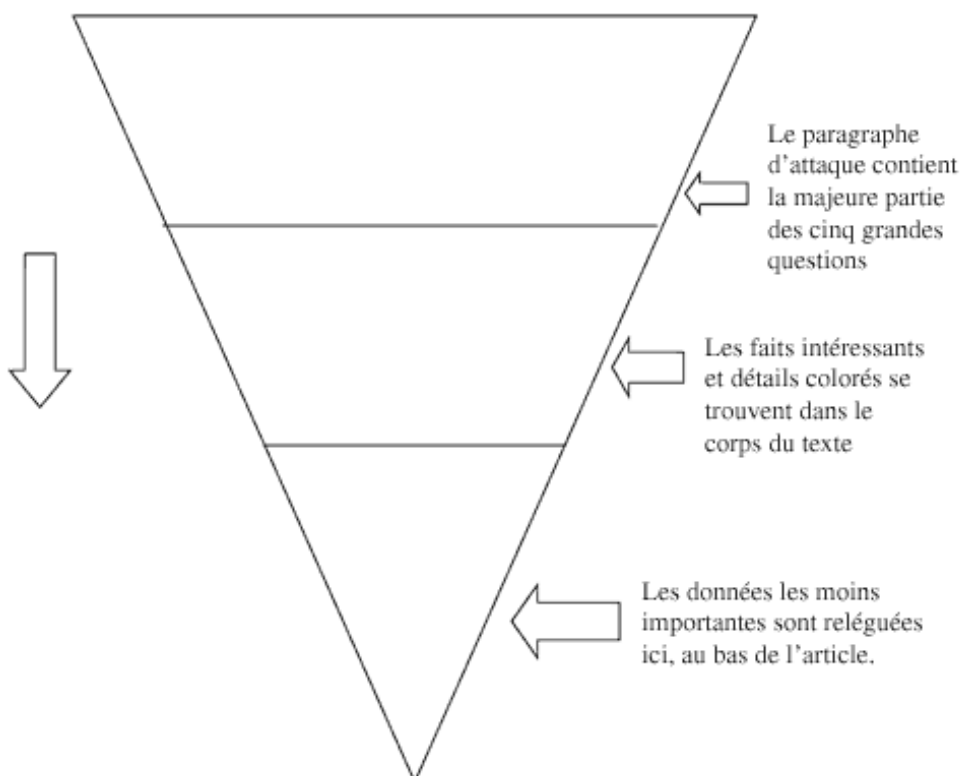 Le paragraphe
d'attaque contient
la majeure partie
des cinq grandes
questions
Les faits intéressants
et détails colorés se
trouvent dans le
corps du texte
Les données les moins
importantes sont reléguées
ici, au bas de l'article.